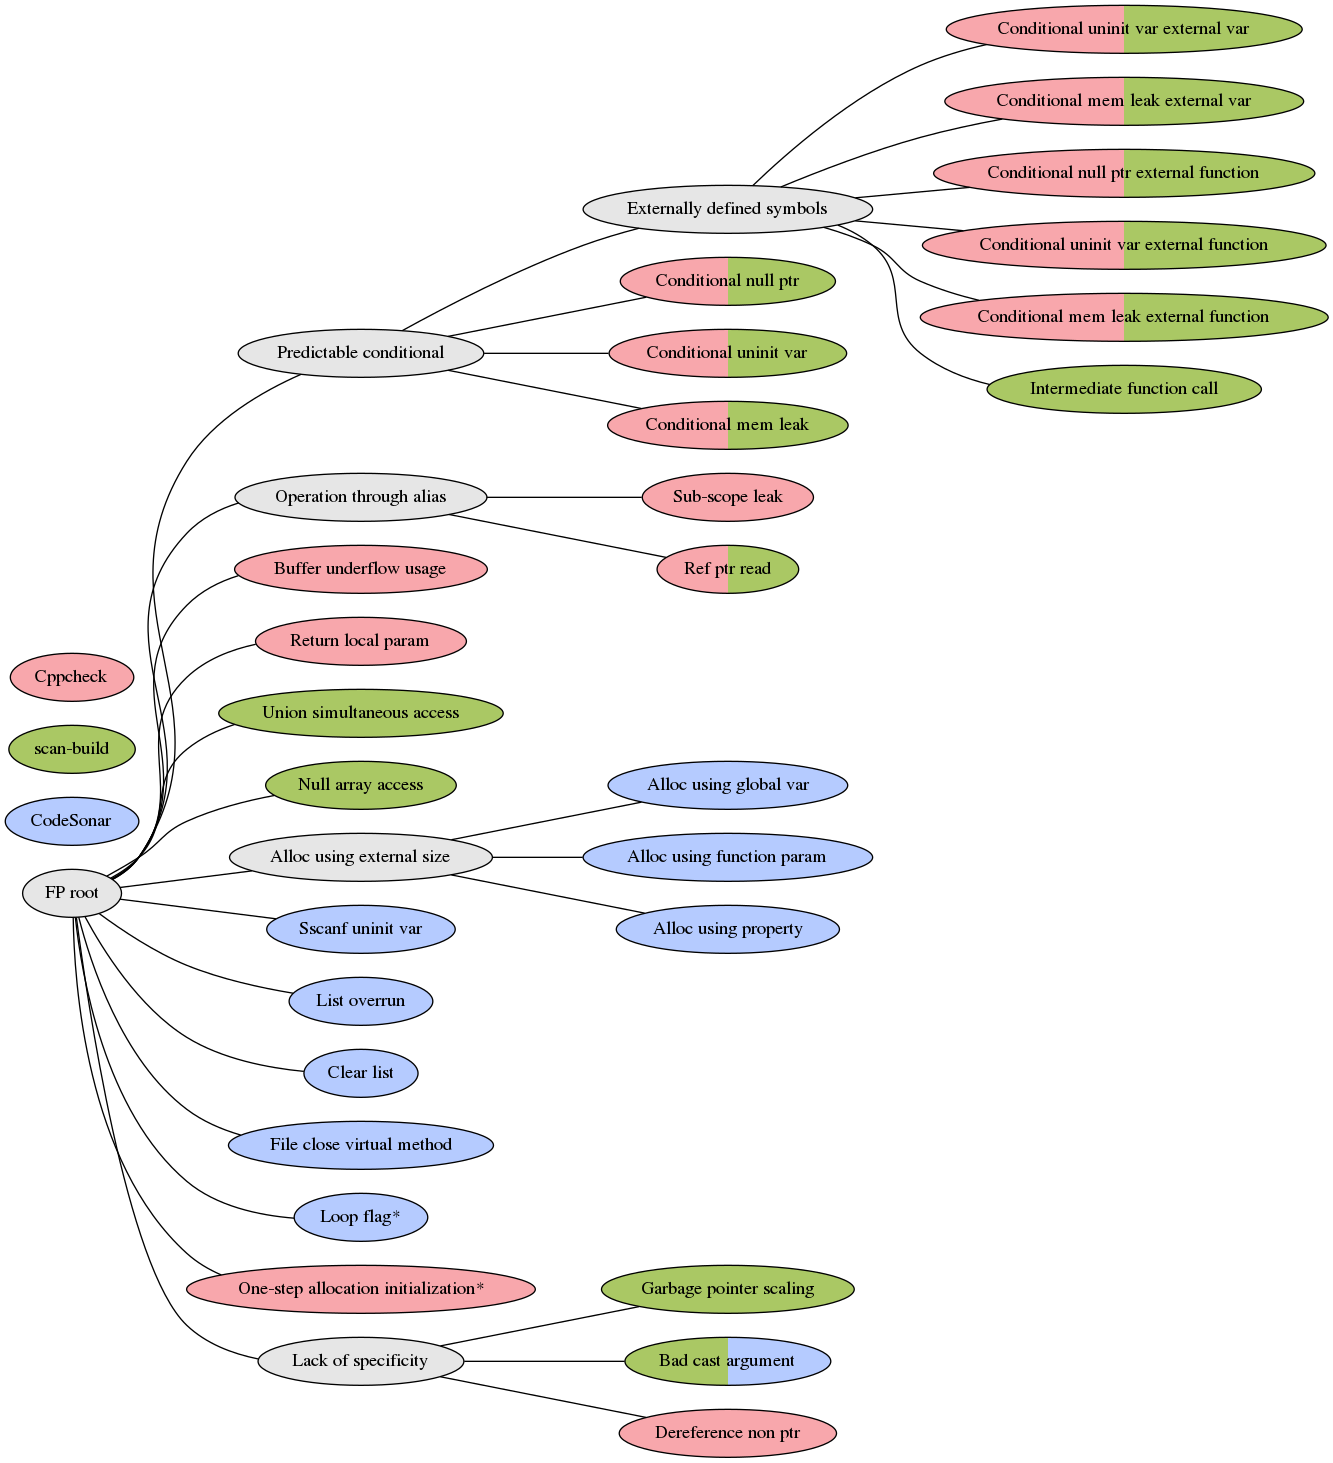 Conditional uninit var external var
Conditional mem leak external var
Conditional null ptr external function
Externally defined symbols
Conditional uninit var external function
Conditional null ptr
Conditional mem leak external function
Predictable conditional
Conditional uninit var
Intermediate function call
Conditional mem leak
Operation through alias
Sub-scope leak
Buffer underflow usage
Ref ptr read
Return local param
Cppcheck
Union simultaneous access
scan-build
Null array access
Alloc using global var
CodeSonar
Alloc using external size
Alloc using function param
FP root
Sscanf uninit var
Alloc using property
List overrun
Clear list
File close virtual method
Loop flag*
One-step allocation initialization*
Garbage pointer scaling
Lack of specificity
Bad cast argument
Dereference non ptr